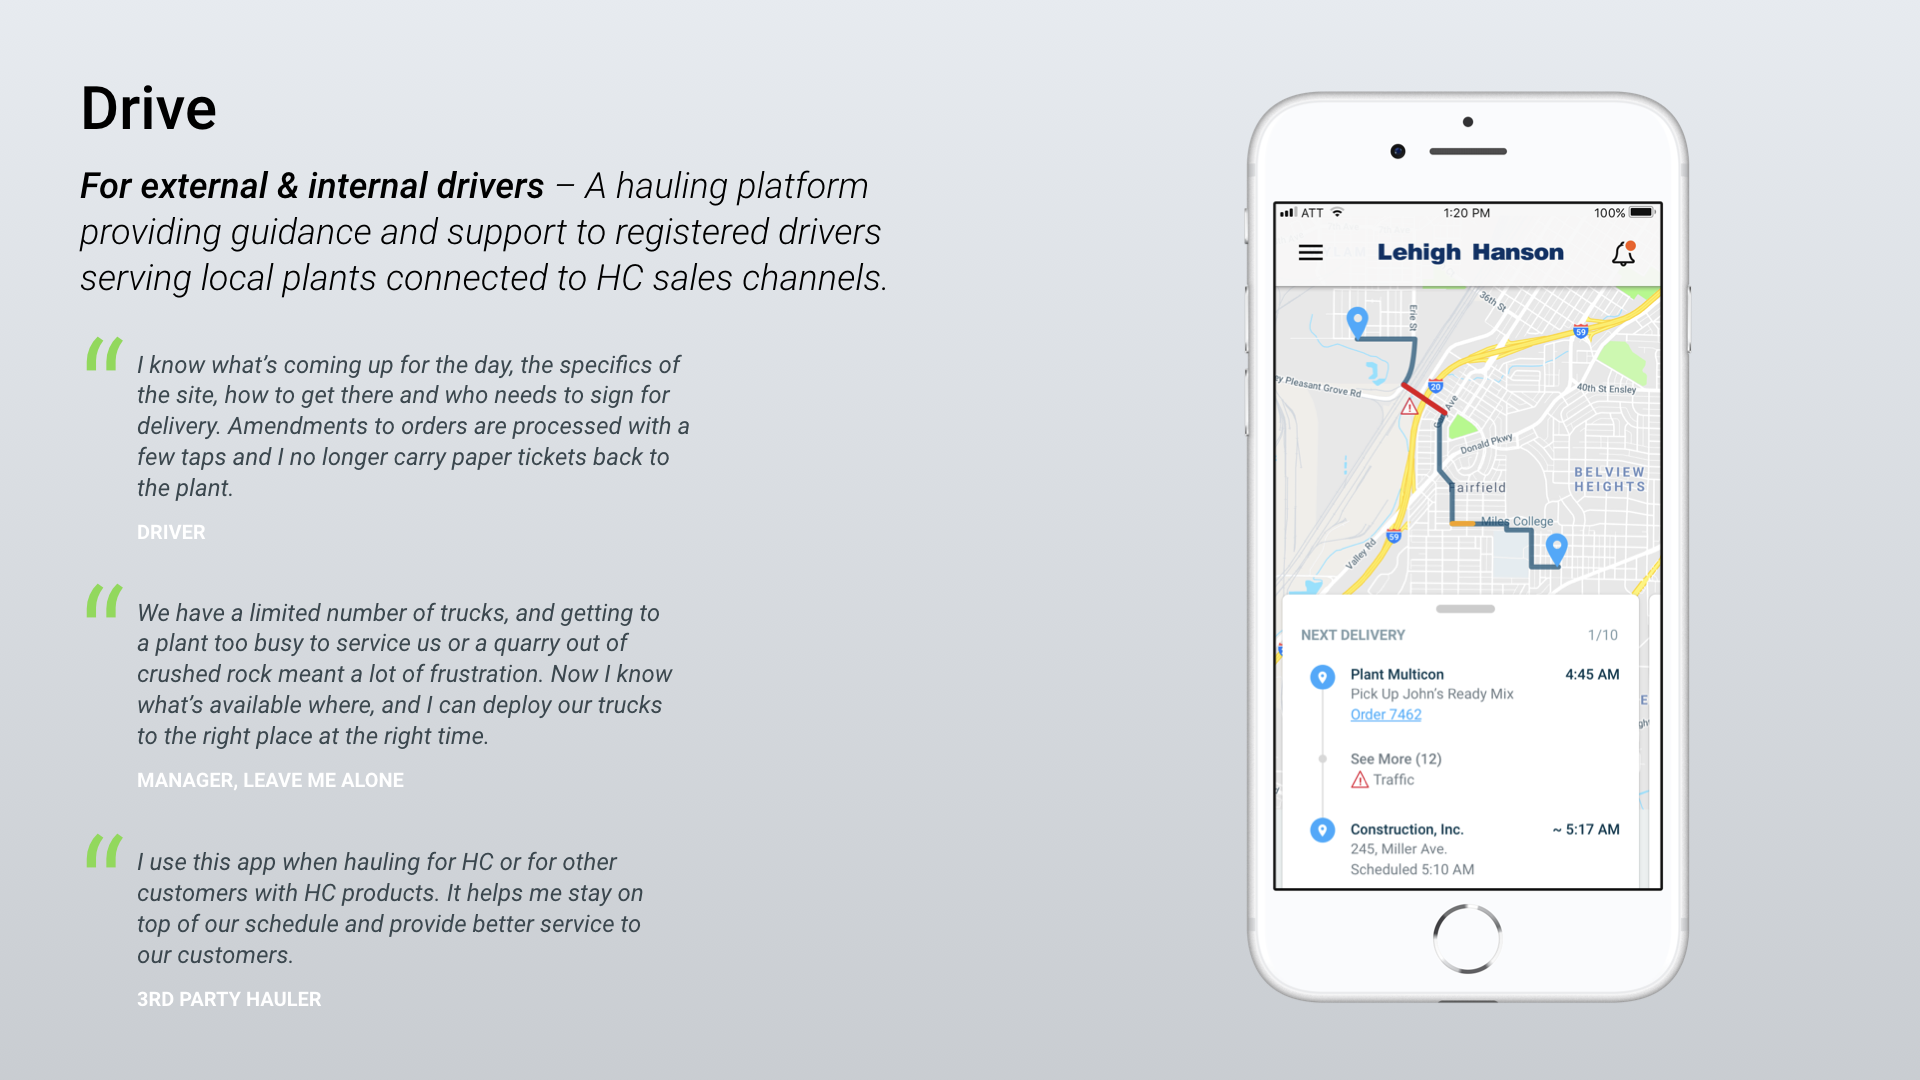 Drive
For external & internal drivers – A hauling platform
providing guidance and support to registered drivers
serving local plants connected to HC sales channels.
“ I know what’s coming up for the day, the specifics of
the site, how to get there and who needs to sign for
delivery. Amendments to orders are processed with a
few taps and I no longer carry paper tickets back to
the plant.
DRIVER
“ We have a limited number of trucks, and getting to
a plant too busy to service us or a quarry out of
crushed rock meant a lot of frustration. Now I know
what’s available where, and I can deploy our trucks
to the right place at the right time.
MANAGER, LEAVE ME ALONE
“ I use this app when hauling for HC or for other
customers with HC products. It helps me stay on
top of our schedule and provide better service to
our customers.
3RD PARTY HAULER
ATT 1:20 PM 100%
Lehigh Hanson
36th St
Erie St
59
ey Pleasant Grove Rd
20
40th St Ensley
Ave
Donald Pkwy
BELVIEW
HEIGHTS
Fairfield
Miles College
59
Valley Rd
NEXT DELIVERY 1/10
Plant Multicon 4:45 AM
Pick Up John’s Ready Mix
Order 7462
See More (12)
Traffic
Construction, Inc. ~ 5:17 AM
245, Miller Ave.
Scheduled 5:10 AM